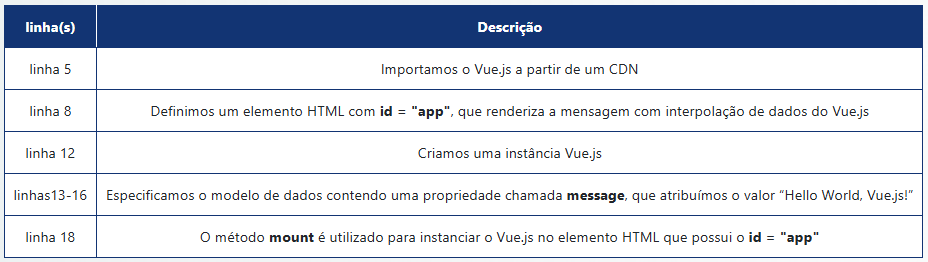 linha(s) Descrição
linha 5 Importamos o Vue.js a partir de um CDN
linha 8 Definimos um elemento HTML com id = "app", que renderiza a mensagem com interpolação de dados do Vue.js
linha 12 Criamos uma instância Vue.js
linhas13-16 Especificamos o modelo de dados contendo uma propriedade chamada message, que atribuímos o valor “Hello World, Vue.js!”
linha 18 O método mount é utilizado para instanciar o Vue.js no elemento HTML que possui o id = "app"